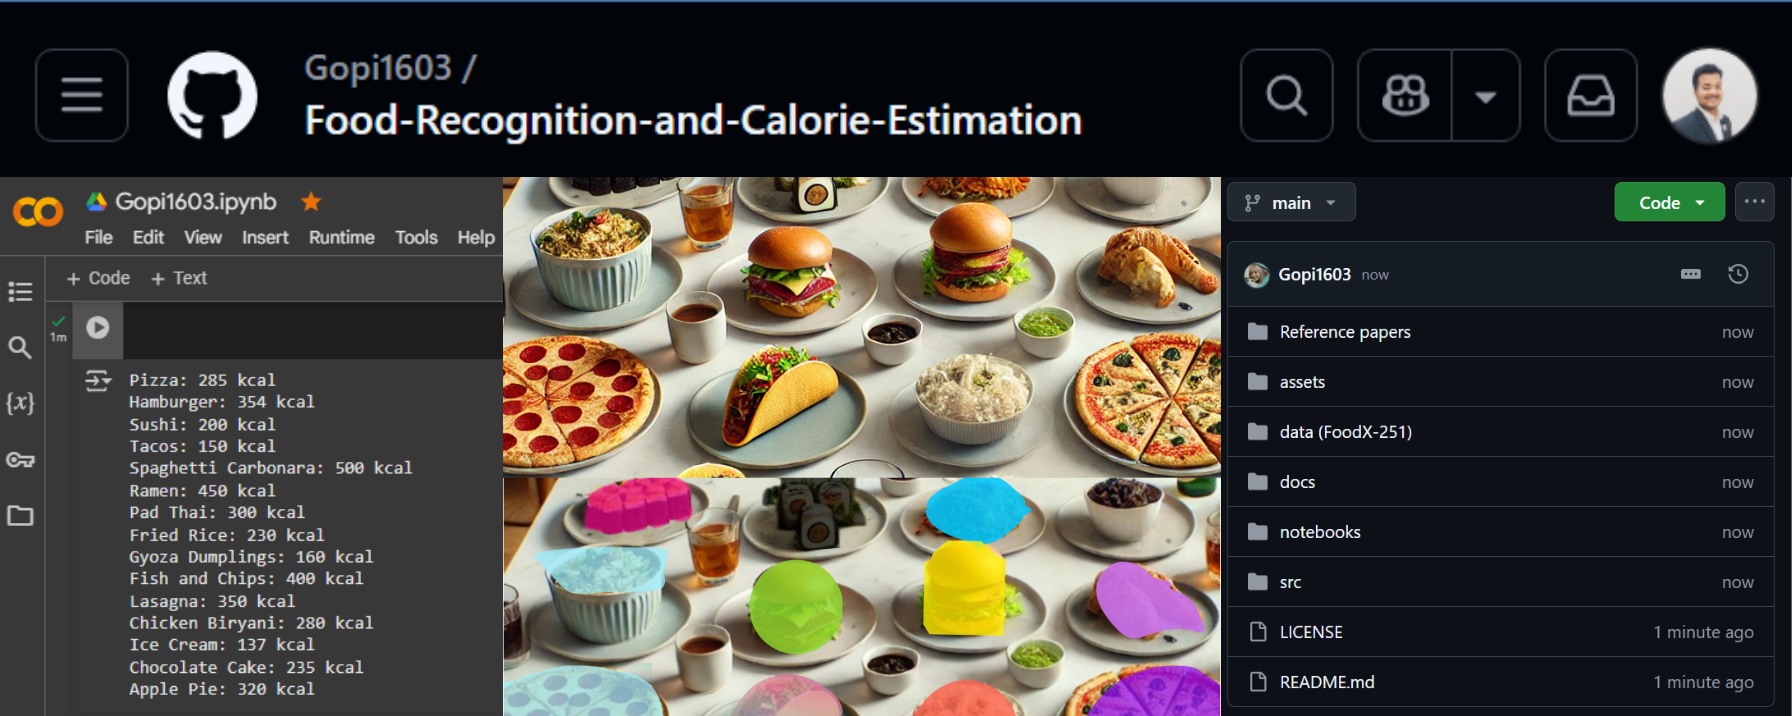 Gopi1603 /
Food-Recognition-and-Calorie-Estimation
Gopi1603.ipynb
File Edit View Insert Runtime Tools Help
+ Code + Text
1m
Pizza: 285 kcal
Hamburger: 354 kcal
Sushi: 200 kcal
Tacos: 150 kcal
Spaghetti Carbonara: 500 kcal
Ramen: 450 kcal
Pad Thai: 300 kcal
Fried Rice: 230 kcal
Gyoza Dumplings: 160 kcal
Fish and Chips: 400 kcal
Lasagna: 350 kcal
Chicken Biryani: 280 kcal
Ice Cream: 137 kcal
Chocolate Cake: 235 kcal
Apple Pie: 320 kcal
main
Code
Gopi1603 now
Reference papers now
assets now
data (FoodX-251) now
docs now
notebooks now
src now
LICENSE 1 minute ago
README.md 1 minute ago